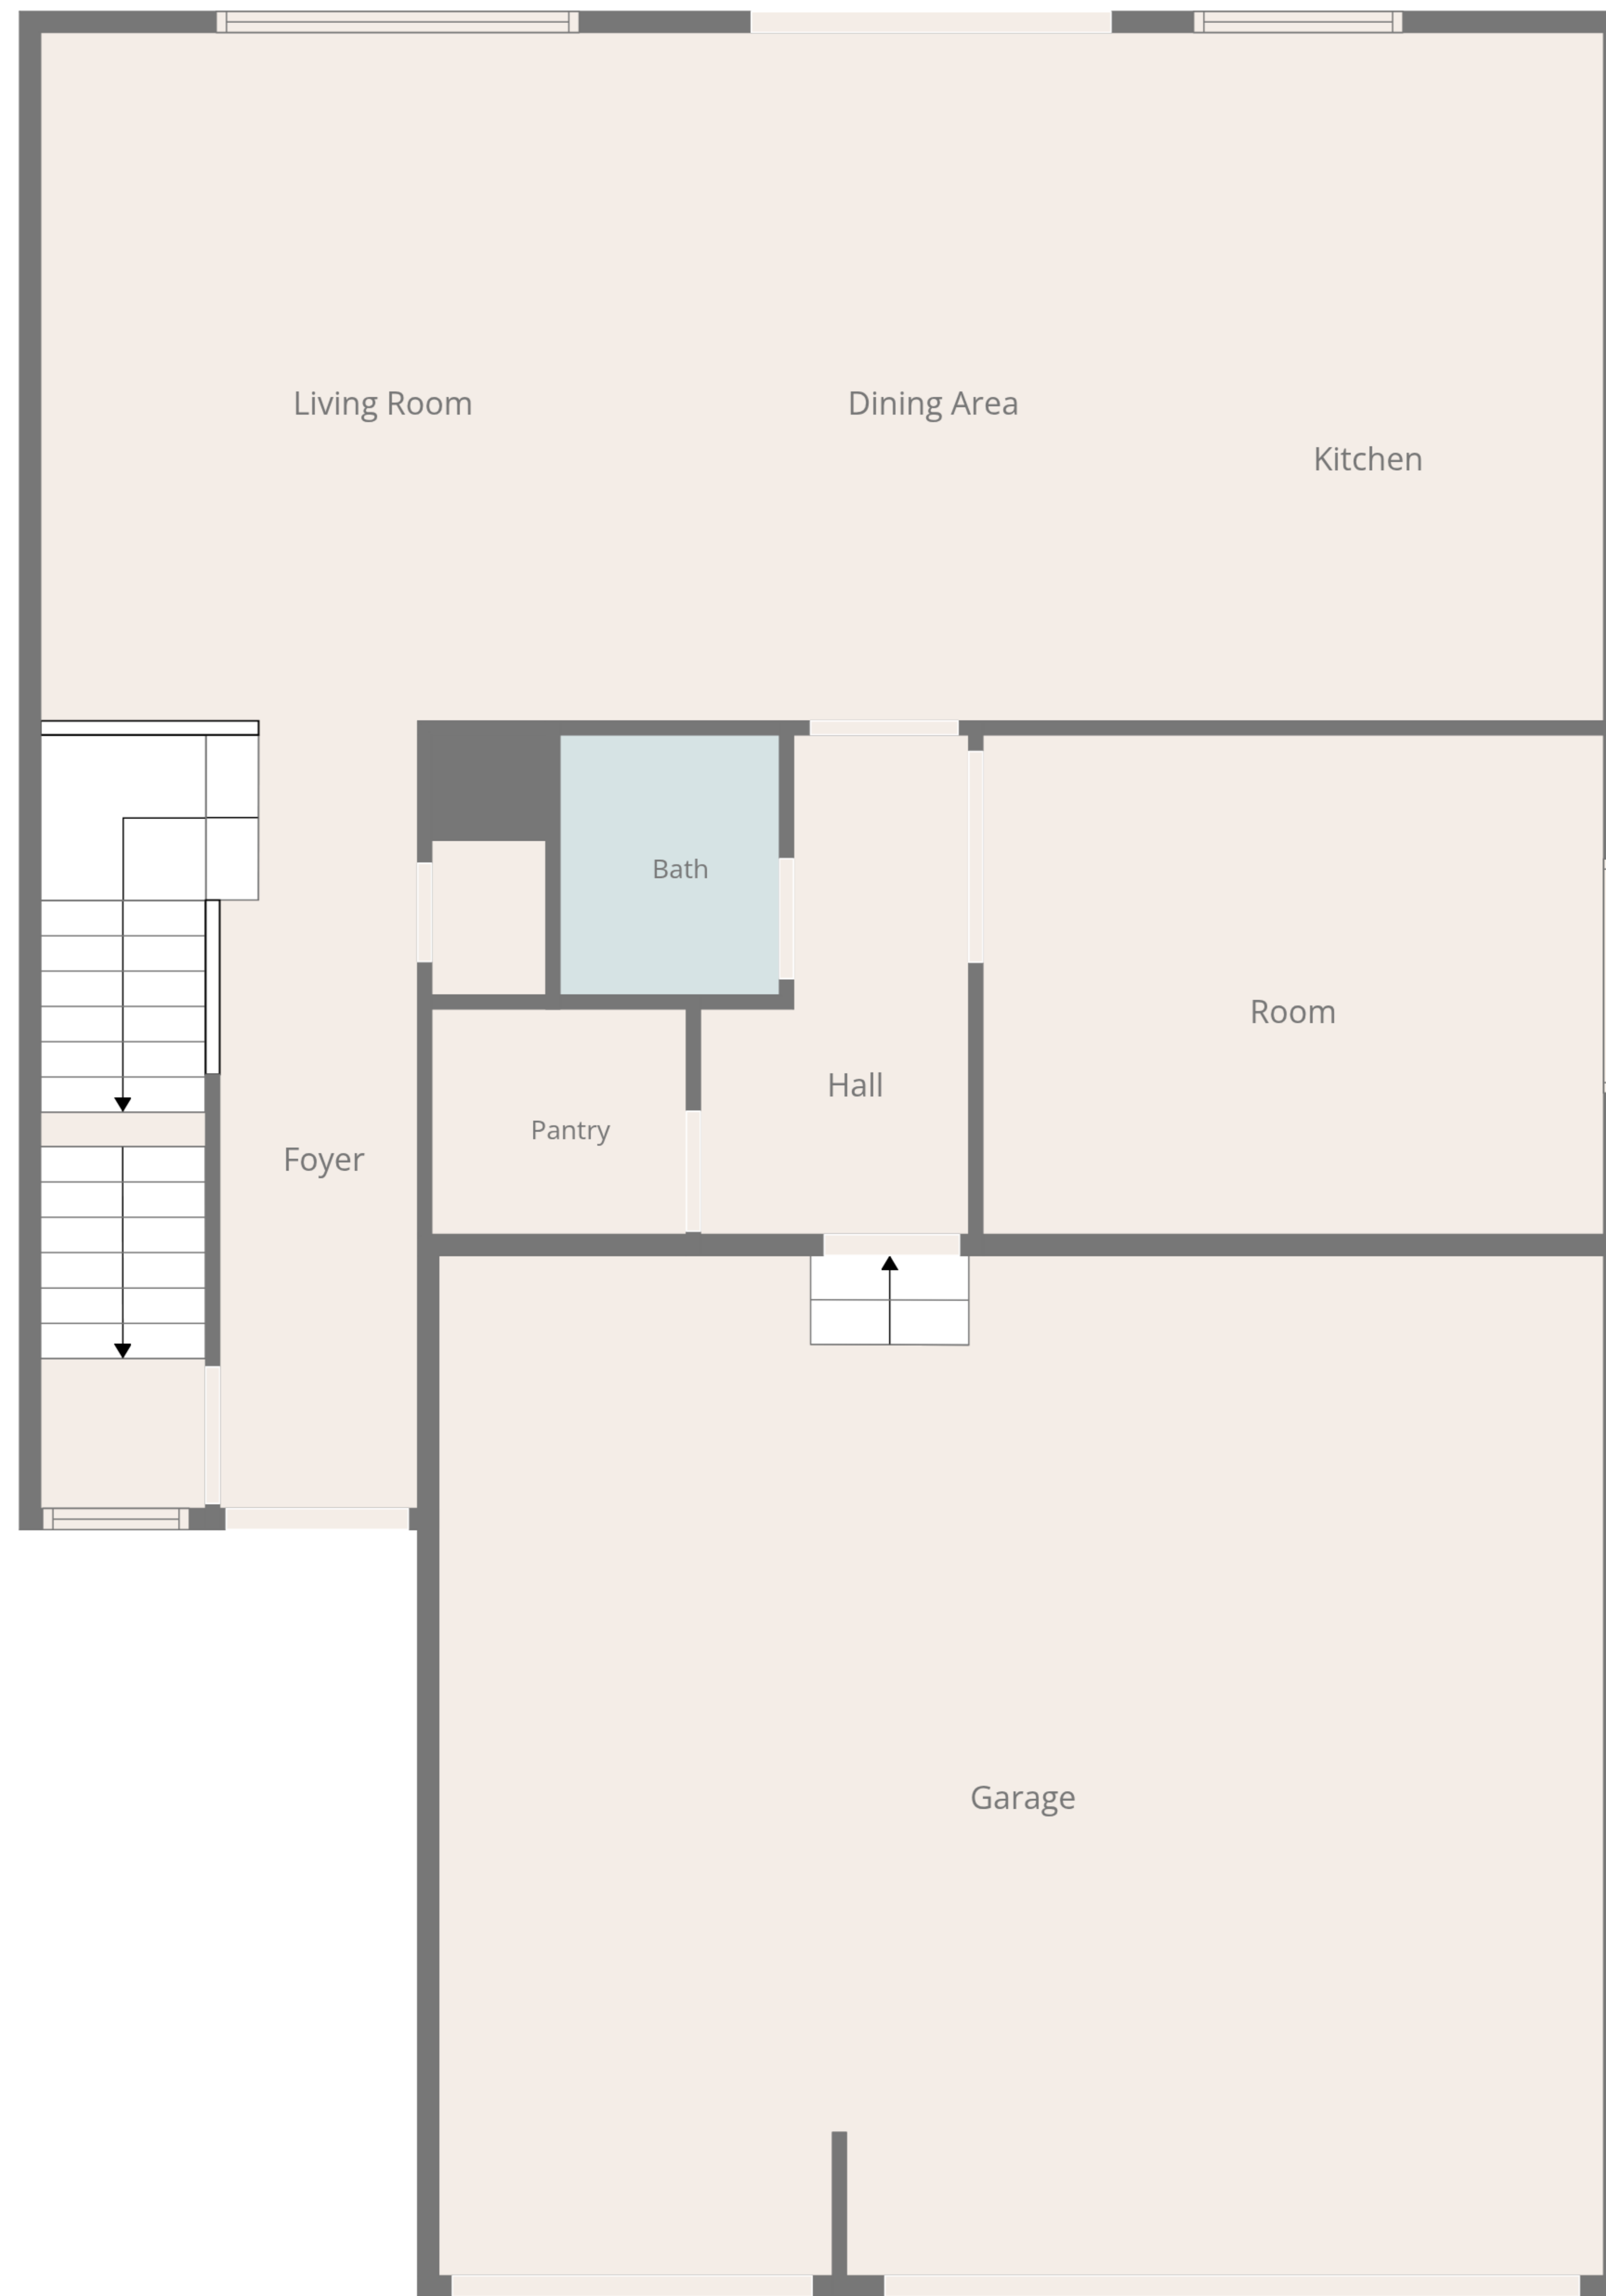 Living Room
Dining Area
Kitchen
Bath
Room
Hall
Pantry
Foyer
Garage